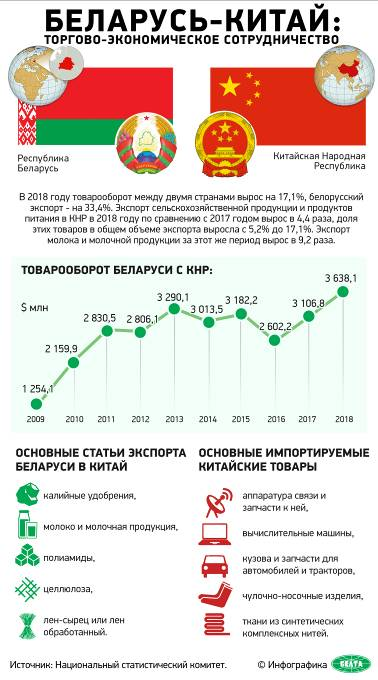 БЕЛАРУСЬ-КИТАЙ:
ТОРГОВО-ЭКОНОМИЧЕСКОЕ СОТРУДНИЧЕСТВО
Республика
Беларусь
Китайская Народная
Республика
В 2018 году товарооборот между двумя странами вырос на 17,1%, белорусский
экспорт - на 33,4%. Экспорт сельскохозяйственной продукции и продуктов
питания в КНР в 2018 году по сравнению с 2017 годом вырос в 4,4 раза, доля
этих товаров в общем объеме экспорта выросла с 5,2% до 17,1%. Экспорт
молока и молочной продукции за этот же период вырос в 9,2 раза.
ТОВАРООБОРОТ БЕЛАРУСИ С КНР:
$ млн
1 254,1
2 159,9
2 830,5
2 806,1
3 290,1
3 013,5
3 182,2
2 602,2
3 106,8
3 638,1
2009 2010 2011 2012 2013 2014 2015 2016 2017 2018
ОСНОВНЫЕ СТАТЬИ ЭКСПОРТА
БЕЛАРУСИ В КИТАЙ
калийные удобрения,
молоко и молочная продукция,
полиамиды,
целлюлоза,
лен-сырец или лен
обработанный.
ОСНОВНЫЕ ИМПОРТИРУЕМЫЕ
КИТАЙСКИЕ ТОВАРЫ
аппаратура связи и
запчасти к ней,
вычислительные машины,
кузова и запчасти для
автомобилей и тракторов,
чулочно-носочные изделия,
ткани из синтетических
комплексных нитей.
Источник: Национальный статистический комитет.
© Инфографика
БЕЛТА